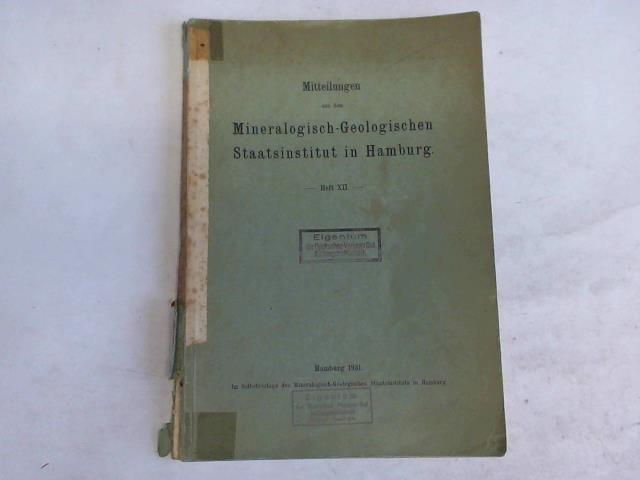 Mitteilungen
aus dem
Mineralogisch-Geologischen
Staatsinstitut in Hamburg.
— Heft XII. —
Eigentum
Hamburg 1931.
Im Selbstverlage des Mineralogisch-Geologischen Staatsinstituts in Hamburg
Eigentum